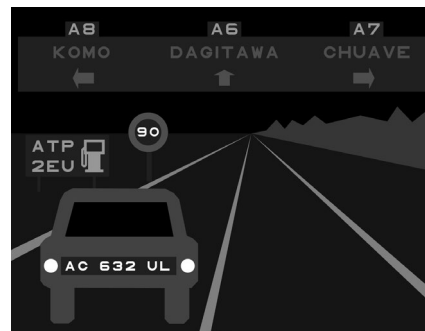 A8 A6 A7
KOMO DAGITAWA CHUAVE
90
ATP
2EU
AC 632 UL